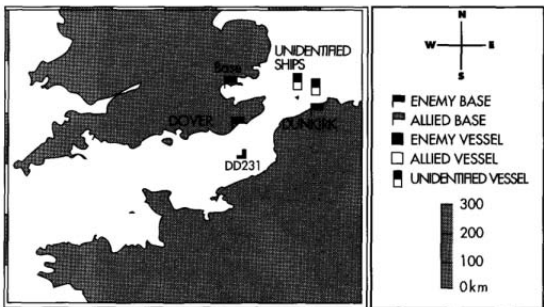 UNIDENTIFIED
SHIPS
Base
DOVER
DUNKIRK
DD231
N
W
E
S
ENEMY BASE
ALLIED BASE
ENEMY VESSEL
ALLIED VESSEL
UNIDENTIFIED VESSEL
300
200
100
0km